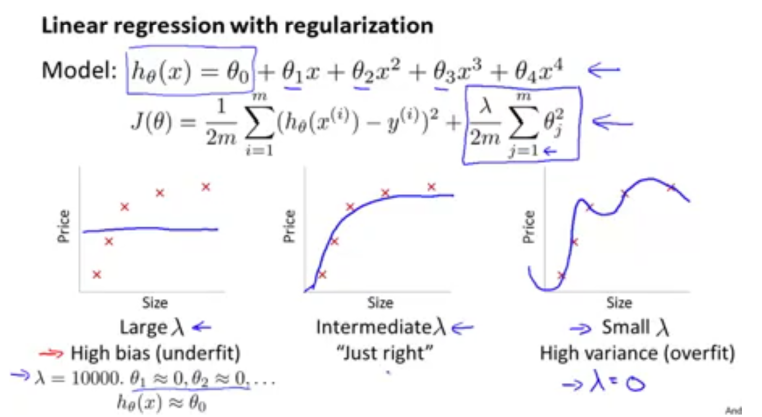 Linear regression with regularization
Model: hθ(x) = θ0 + θ1x + θ2x² + θ3x³ + θ4x⁴ ←
J(θ) = 1/2m ∑_{i=1}^{m} (hθ(x^(i)) − y^(i))² + λ/2m ∑_{j=1}^{m} θj² ←
Price Price Price
Size Size Size
Large λ ← Intermediate λ ← → Small λ
→ High bias (underfit) "Just right" High variance (overfit)
→ λ = 10000. θ1 ≈ 0, θ2 ≈ 0, . . . → λ = 0
hθ(x) ≈ θ0
And